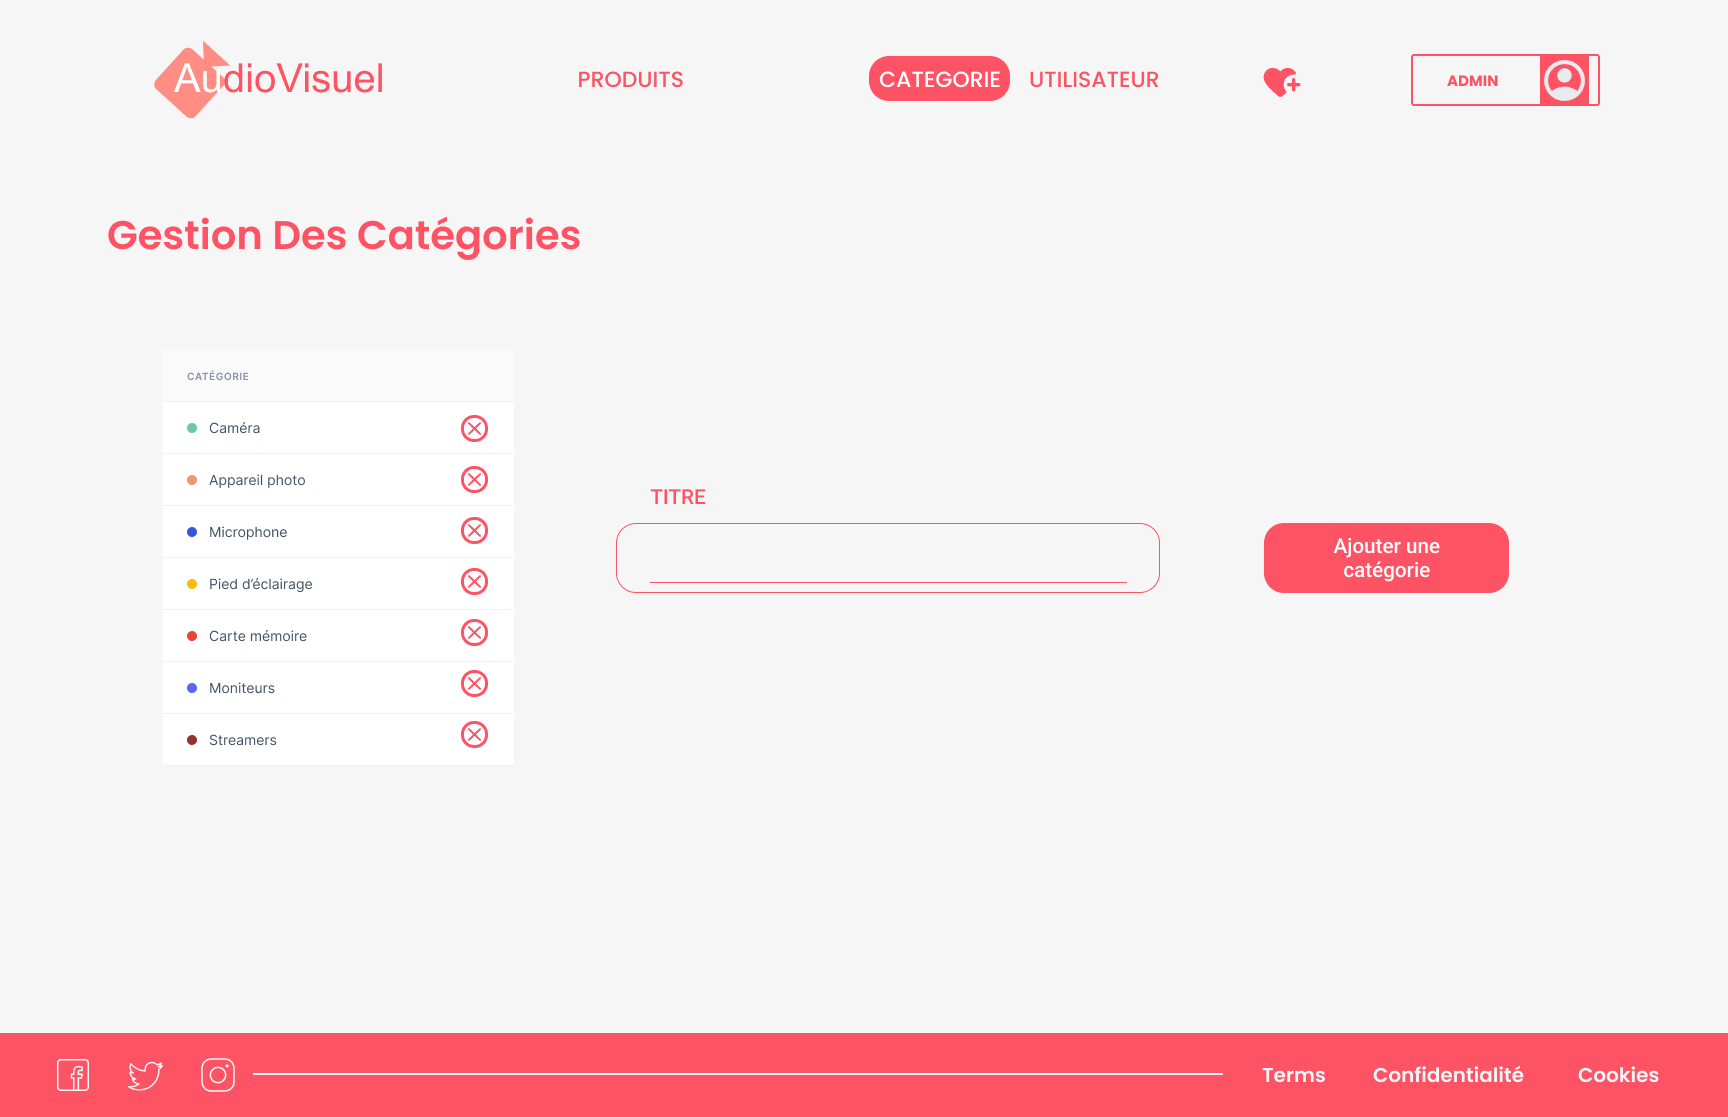 AudioVisuel
PRODUITS
CATEGORIE
UTILISATEUR
ADMIN
Gestion Des Catégories
CATÉGORIE
Caméra
Appareil photo
Microphone
Pied d’éclairage
Carte mémoire
Moniteurs
Streamers
TITRE
Ajouter une
catégorie
Terms
Confidentialité
Cookies